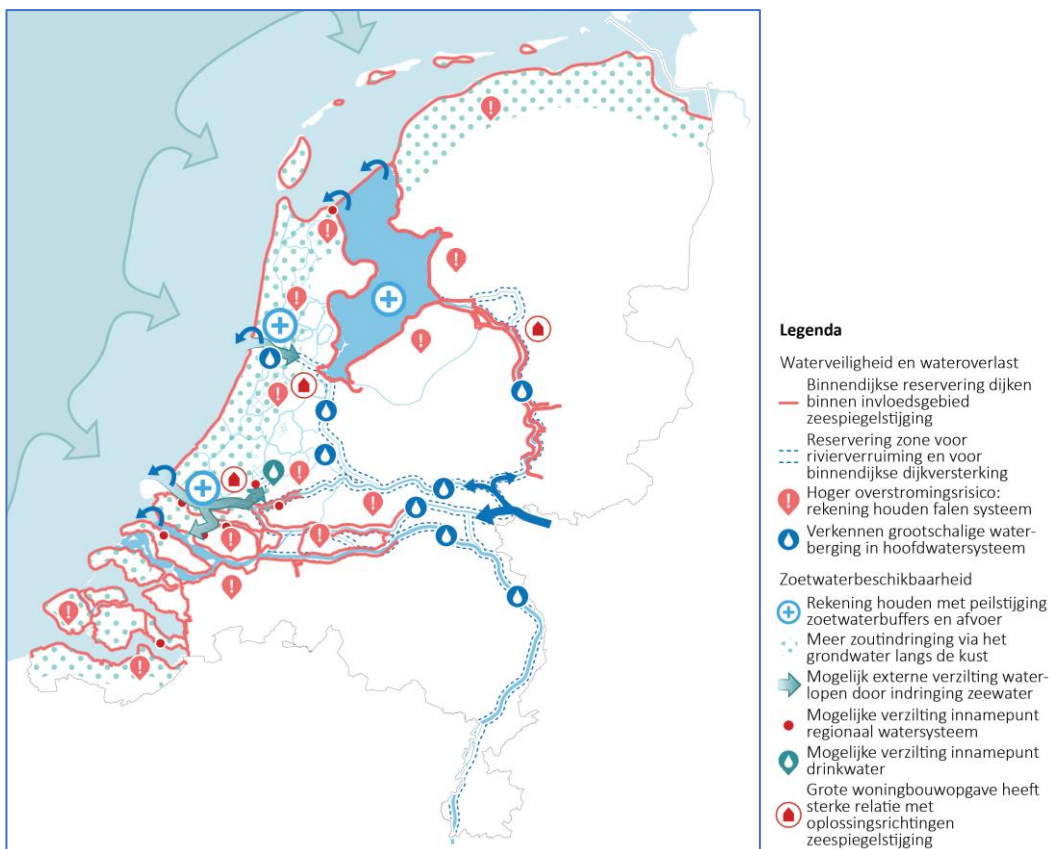 Legenda
Waterveiligheid en wateroverlast
Binnendijkse reservering dijken
binnen invloedsgebied
zeespiegelstijging
Reservering zone voor
rivierverruiming en voor
binnendijkse dijkversterking
Hoger overstromingsrisico:
rekening houden falen systeem
Verkennen grootschalige water-
berging in hoofdwatersysteem
Zoetwaterbeschikbaarheid
Rekening houden met peilstijging
zoetwaterbuffers en afvoer
Meer zoutindringing via het
grondwater langs de kust
Mogelijk externe verzilting water-
lopen door indringing zeewater
Mogelijke verzilting innamepunt
regionaal watersysteem
Mogelijke verzilting innamepunt
drinkwater
Grote woningbouwopgave heeft
sterke relatie met
oplossingsrichtingen
zeespiegelstijging